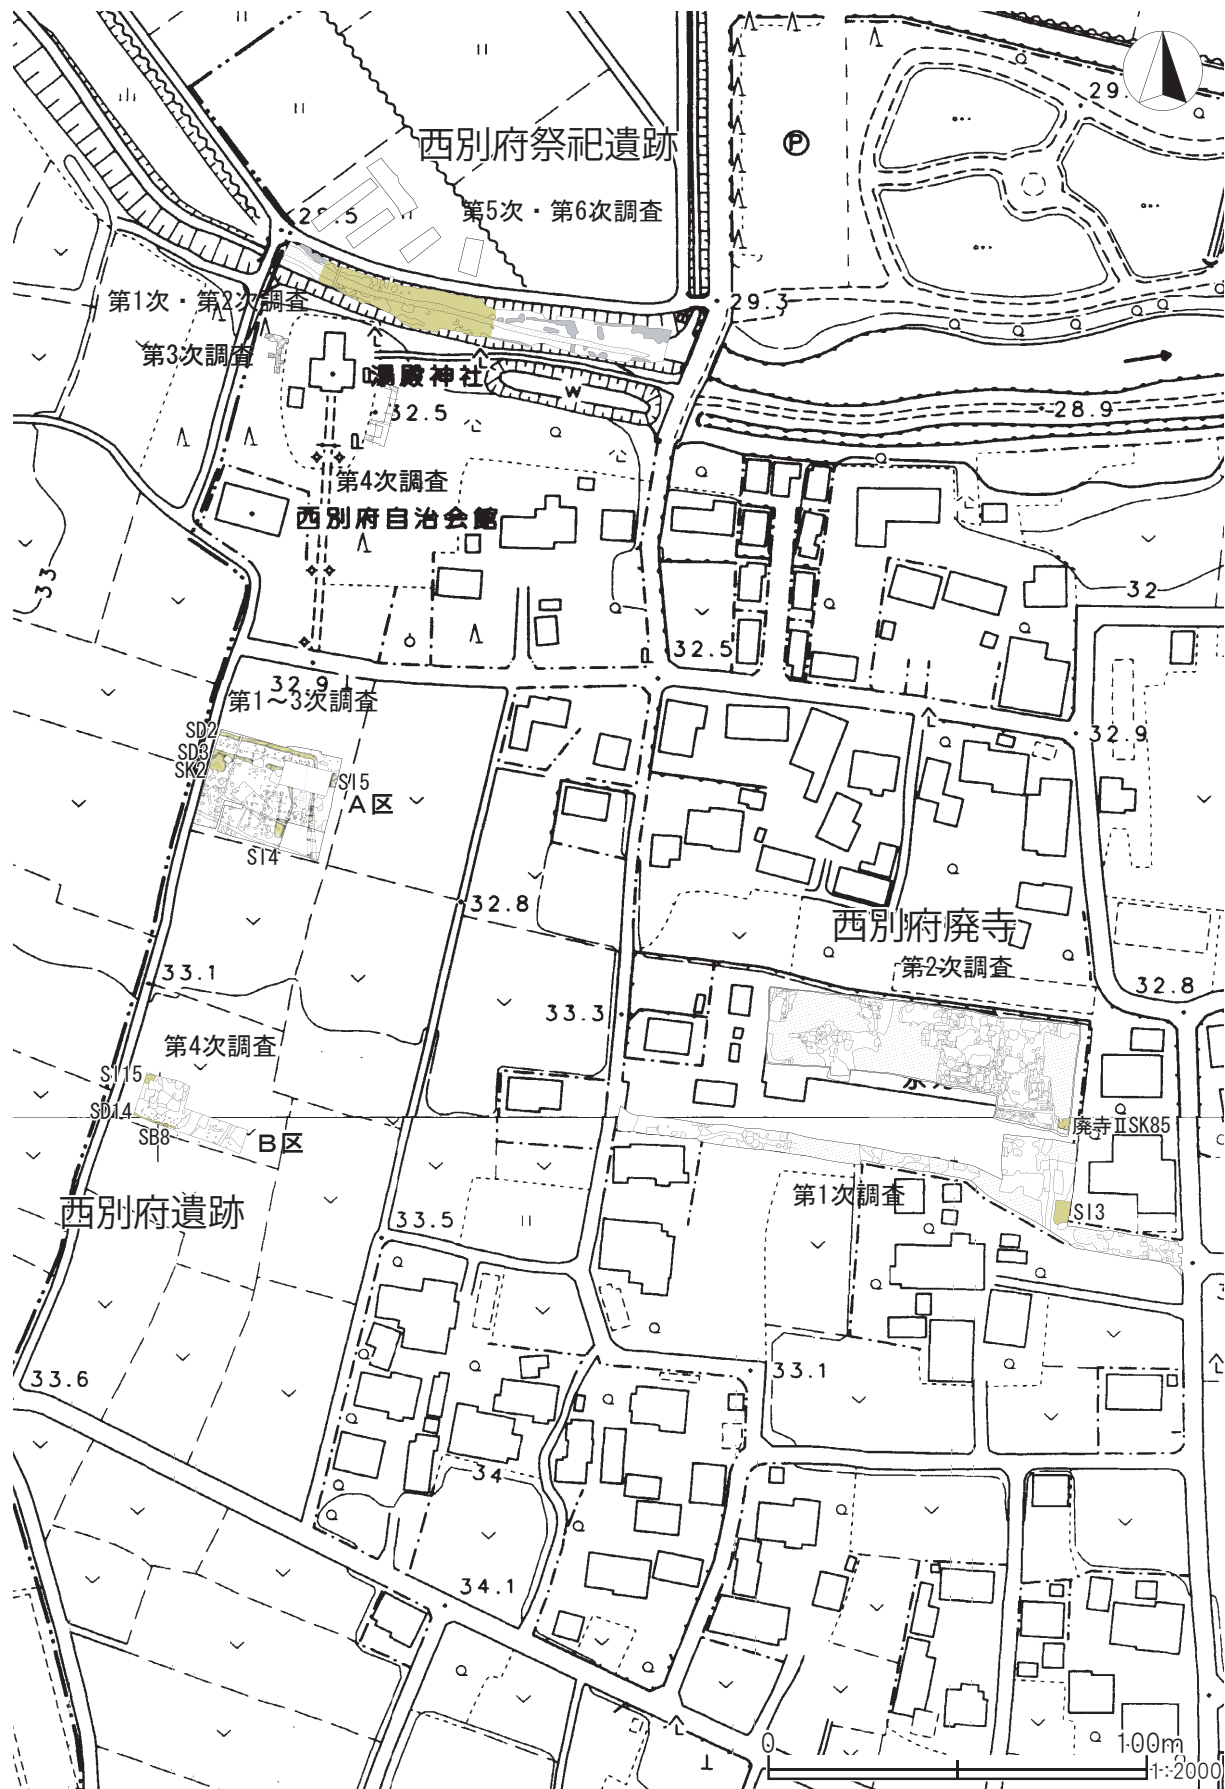 29.
Ⓟ
西別府祭祀遺跡
第5次・第6次調査
29.3
第1次・第2次調査
第3次調査
湯殿神社
W
32.5
28.9
第4次調査
西別府自治会館
33
32
32.5
32.9
第1~3次調査
SD2
SD3
SK2
SI5
A区
32.9
SI4
32.8
西別府廃寺
第2次調査
33.1
32.8
33.3
第4次調査
SI15
SD14
SB8
B区
廃寺ⅡSK85
第1次調査
SI3
西別府遺跡
33.5
33.1
33.6
34
34.1
0
100m
1:2000